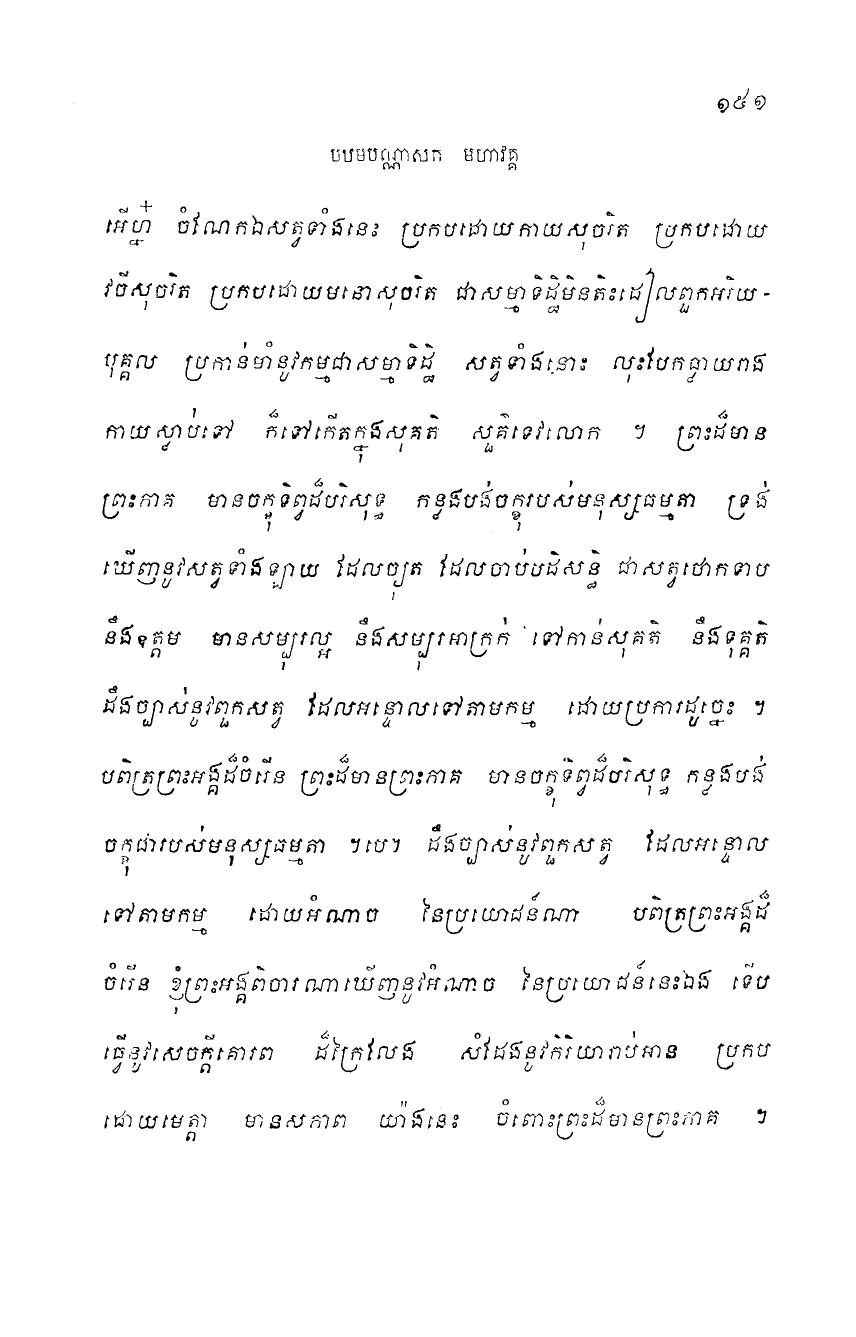 ១៥១
បឋមបណ្ណាសក មហាវគ្គ
អើហ្ន៎ ចំណែកឯសត្វទាំងនេះ ប្រកបដោយកាយសុចរិត ប្រកបដោយ
វចីសុចរិត ប្រកបដោយមនោសុចរិត ជាសម្មាទិដ្ឋិមិនតិះដៀលពួកអរិយ-
បុគ្គល ប្រកាន់មាំនូវកម្មជាសម្មាទិដ្ឋិ សត្វទាំងនោះ លុះបែកធ្លាយរាង
កាយស្លាប់ទៅ ក៏ទៅកើតក្នុងសុគតិ សួគ៌ទេវលោក ។ ព្រះដ៏មាន
ព្រះភាគ មានចក្ខុទិព្វដ៏បរិសុទ្ធ កន្លងបង់ចក្ខុរបស់មនុស្សធម្មតា ទ្រង់
ឃើញនូវសត្វទាំងឡាយ ដែលច្យុត ដែលចាប់បដិសន្ធិ ជាសត្វថោកទាប
នឹងឧត្តម មានសម្បុរល្អ នឹងសម្បុរអាក្រក់ ទៅកាន់សុគតិ នឹងទុគ្គតិ
ដឹងច្បាស់នូវពួកសត្វ ដែលអន្ទោលទៅតាមកម្ម ដោយប្រការដូច្នេះ ។
បពិត្រព្រះអង្គដ៏ចំរើន ព្រះដ៏មានព្រះភាគ មានចក្ខុទិព្វដ៏បរិសុទ្ធ កន្លងបង់
ចក្ខុជារបស់មនុស្សធម្មតា ។បេ។ ដឹងច្បាស់នូវពួកសត្វ ដែលអន្ទោល
ទៅតាមកម្ម ដោយអំណាច នៃប្រយោជន៍ណា បពិត្រព្រះអង្គដ៏
ចំរើន ខ្ញុំព្រះអង្គពិចារណាឃើញនូវអំណាច នៃប្រយោជន៍នេះឯង ទើប
ធ្វើនូវសេចក្តីគោរព ដ៏ក្រៃលែង សំដែងនូវកិរិយារាប់អាន ប្រកប
ដោយមេត្តា មានសភាព យ៉ាងនេះ ចំពោះព្រះដ៏មានព្រះភាគ ។